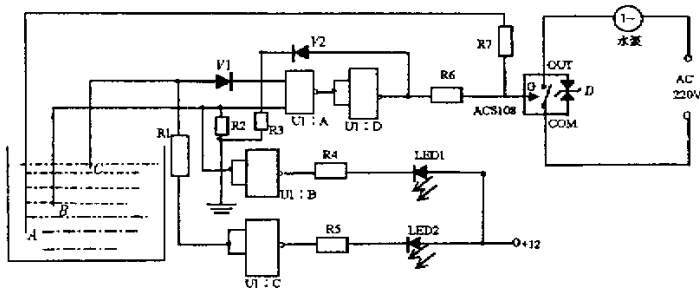 1~
水泵
V2
R7
V1
OUT
R6
G
D
AC
220V
ACS108
COM
U1:A
U1:D
R1
R2
R3
R4
LED1
U1:B
C
B
A
R5
LED2
+12
U1:C